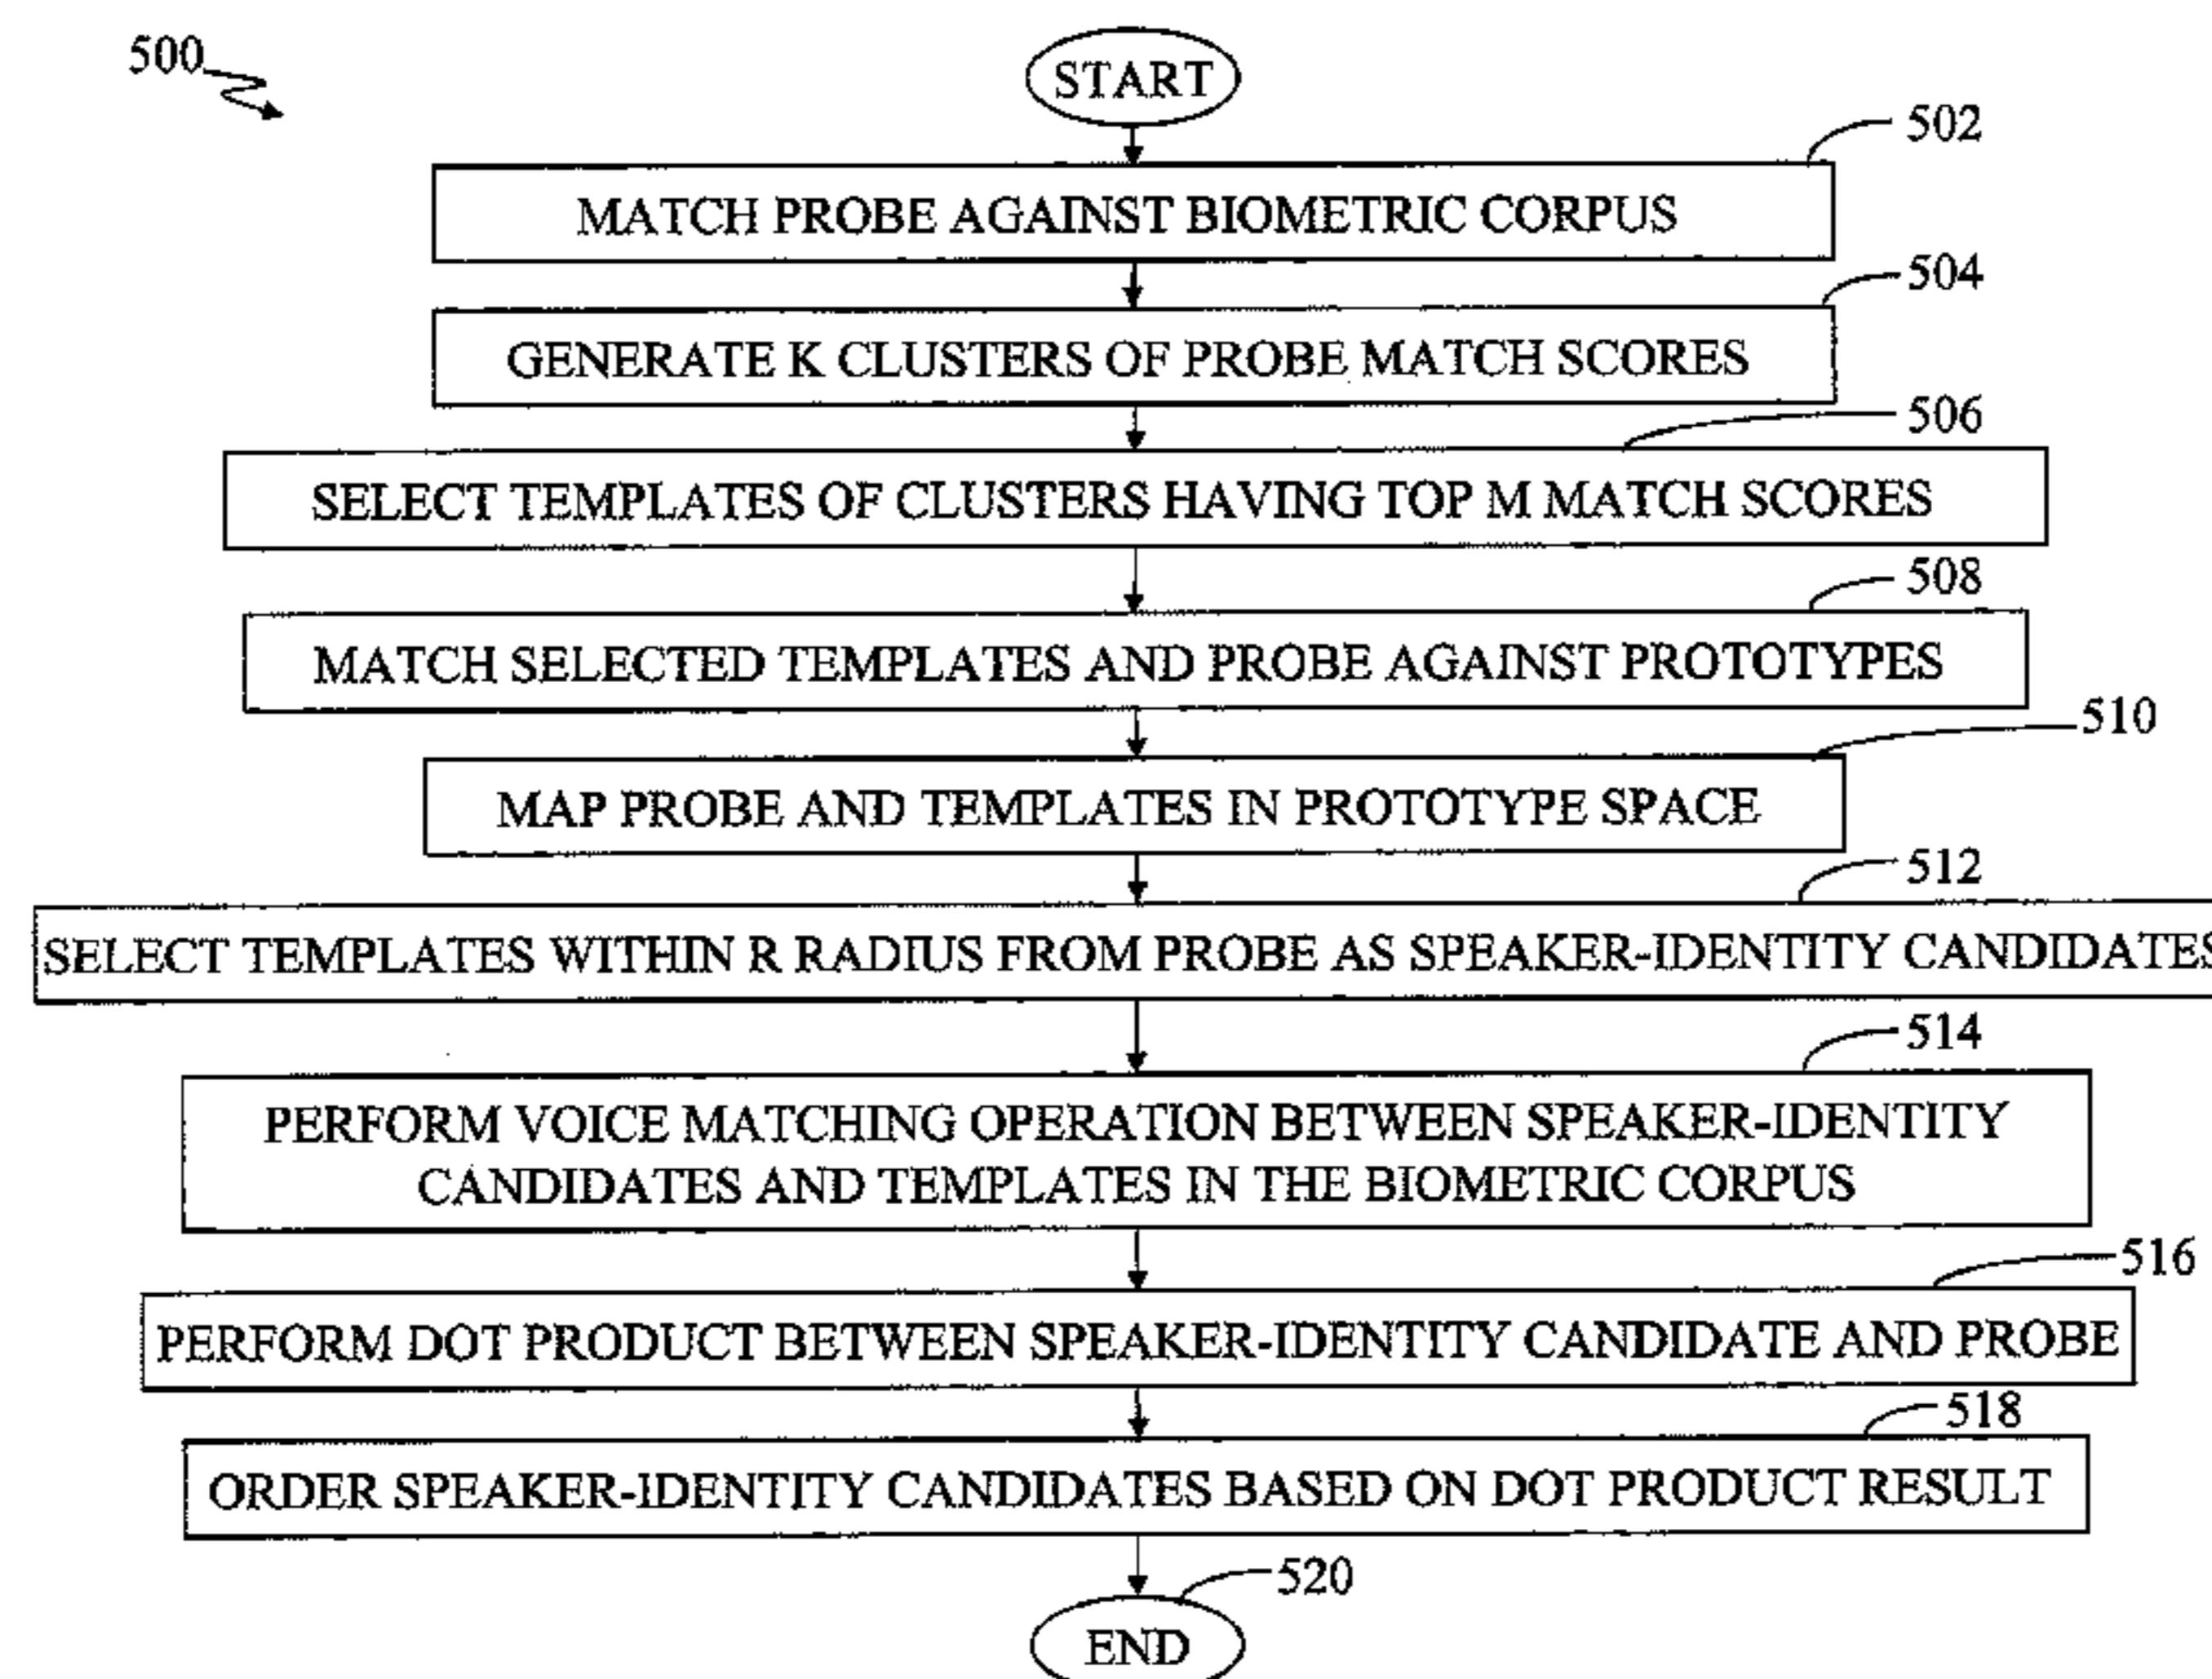 500
START
502
MATCH PROBE AGAINST BIOMETRIC CORPUS
504
GENERATE K CLUSTERS OF PROBE MATCH SCORES
506
SELECT TEMPLATES OF CLUSTERS HAVING TOP M MATCH SCORES
508
MATCH SELECTED TEMPLATES AND PROBE AGAINST PROTOTYPES
510
MAP PROBE AND TEMPLATES IN PROTOTYPE SPACE
512
SELECT TEMPLATES WITHIN R RADIUS FROM PROBE AS SPEAKER-IDENTITY CANDIDATES
514
PERFORM VOICE MATCHING OPERATION BETWEEN SPEAKER-IDENTITY
CANDIDATES AND TEMPLATES IN THE BIOMETRIC CORPUS
516
PERFORM DOT PRODUCT BETWEEN SPEAKER-IDENTITY CANDIDATE AND PROBE
518
ORDER SPEAKER-IDENTITY CANDIDATES BASED ON DOT PRODUCT RESULT
520
END